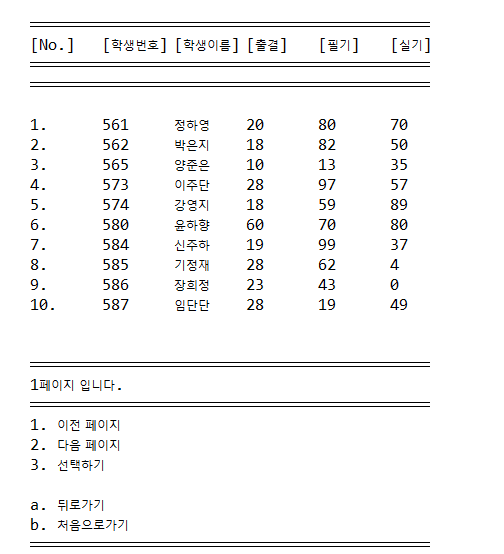 [No.] [학생번호] [학생이름] [출결] [필기] [실기]
1. 561 정하영 20 80 70
2. 562 박은지 18 82 50
3. 565 양준은 10 13 35
4. 573 이주단 28 97 57
5. 574 강영지 18 59 89
6. 580 윤하향 60 70 80
7. 584 신주하 19 99 37
8. 585 기정재 28 62 4
9. 586 장희정 23 43 0
10. 587 임단단 28 19 49
1페이지 입니다.
1. 이전 페이지
2. 다음 페이지
3. 선택하기
a. 뒤로가기
b. 처음으로가기